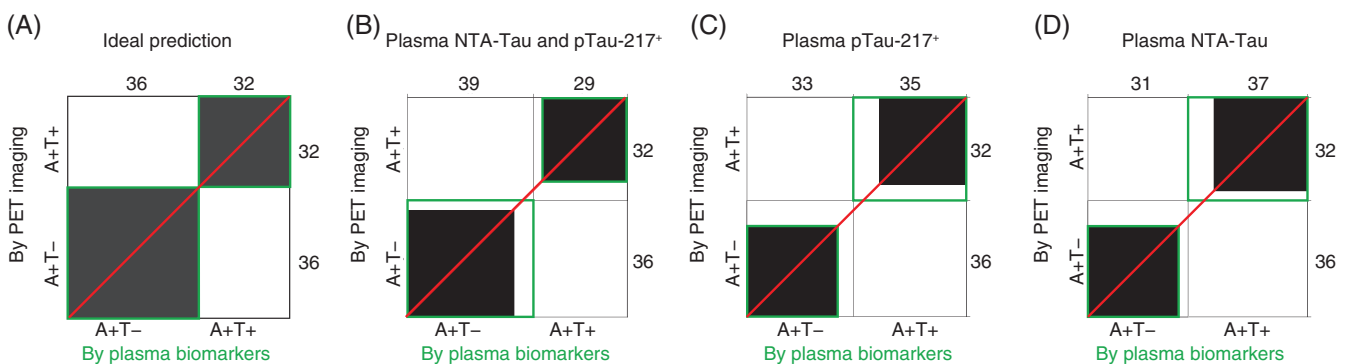 (A)
Ideal prediction
36 32
By PET imaging
A+T+
A+T−
32
36
A+T− A+T+
By plasma biomarkers
(B)
Plasma NTA-Tau and pTau-217⁺
39 29
By PET imaging
A+T+
A+T−
32
36
A+T− A+T+
By plasma biomarkers
(C)
Plasma pTau-217⁺
33 35
By PET imaging
A+T+
A+T−
32
36
A+T− A+T+
By plasma biomarkers
(D)
Plasma NTA-Tau
31 37
By PET imaging
A+T+
A+T−
32
36
A+T− A+T+
By plasma biomarkers